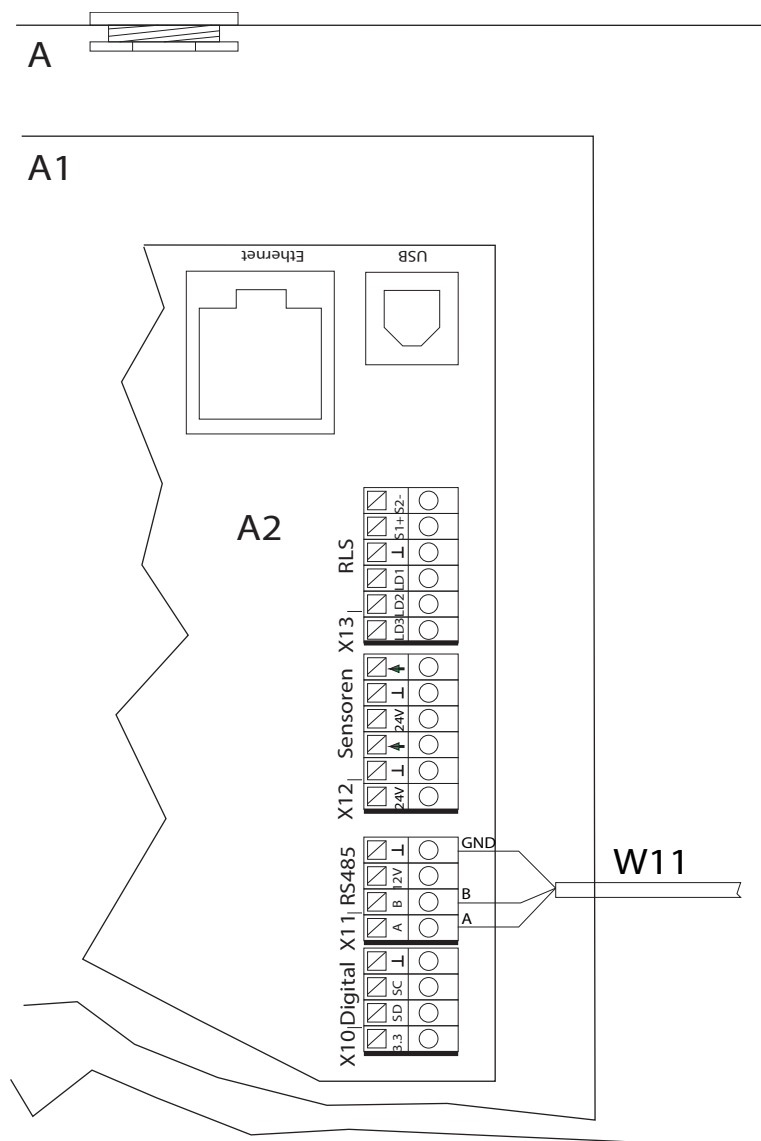 A
A1
Ethernet
USB
A2
RLS
X13
S2-
S1+
⊥
LD1
LD2
LD3
Sensoren
X12
⊥
24V
⊥
24V
RS485
X11
⊥
12V
B
A
GND
B
A
W11
Digital
X10
⊥
SC
SD
3.3